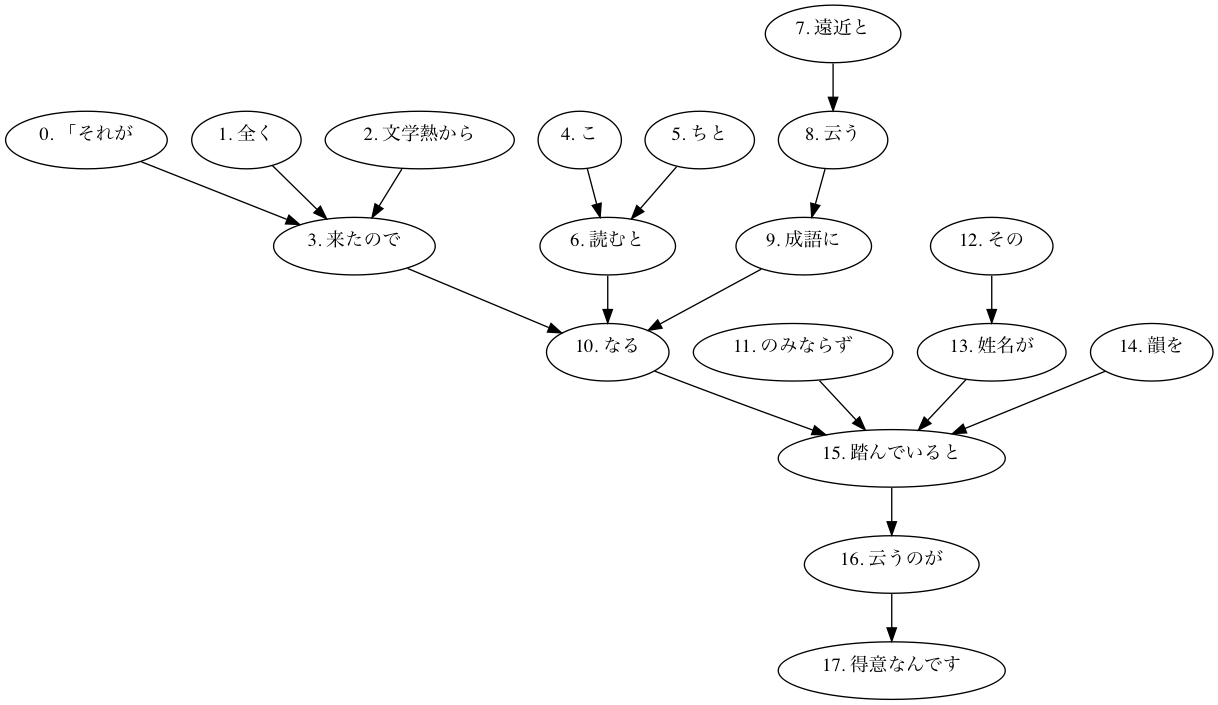 7. 遠近と
0. 「それが
1. 全く
2. 文学熱から
4. こ
5. ちと
8. 云う
3. 来たので
6. 読むと
9. 成語に
12. その
10. なる
11. のみならず
13. 姓名が
14. 韻を
15. 踏んでいると
16. 云うのが
17. 得意なんです